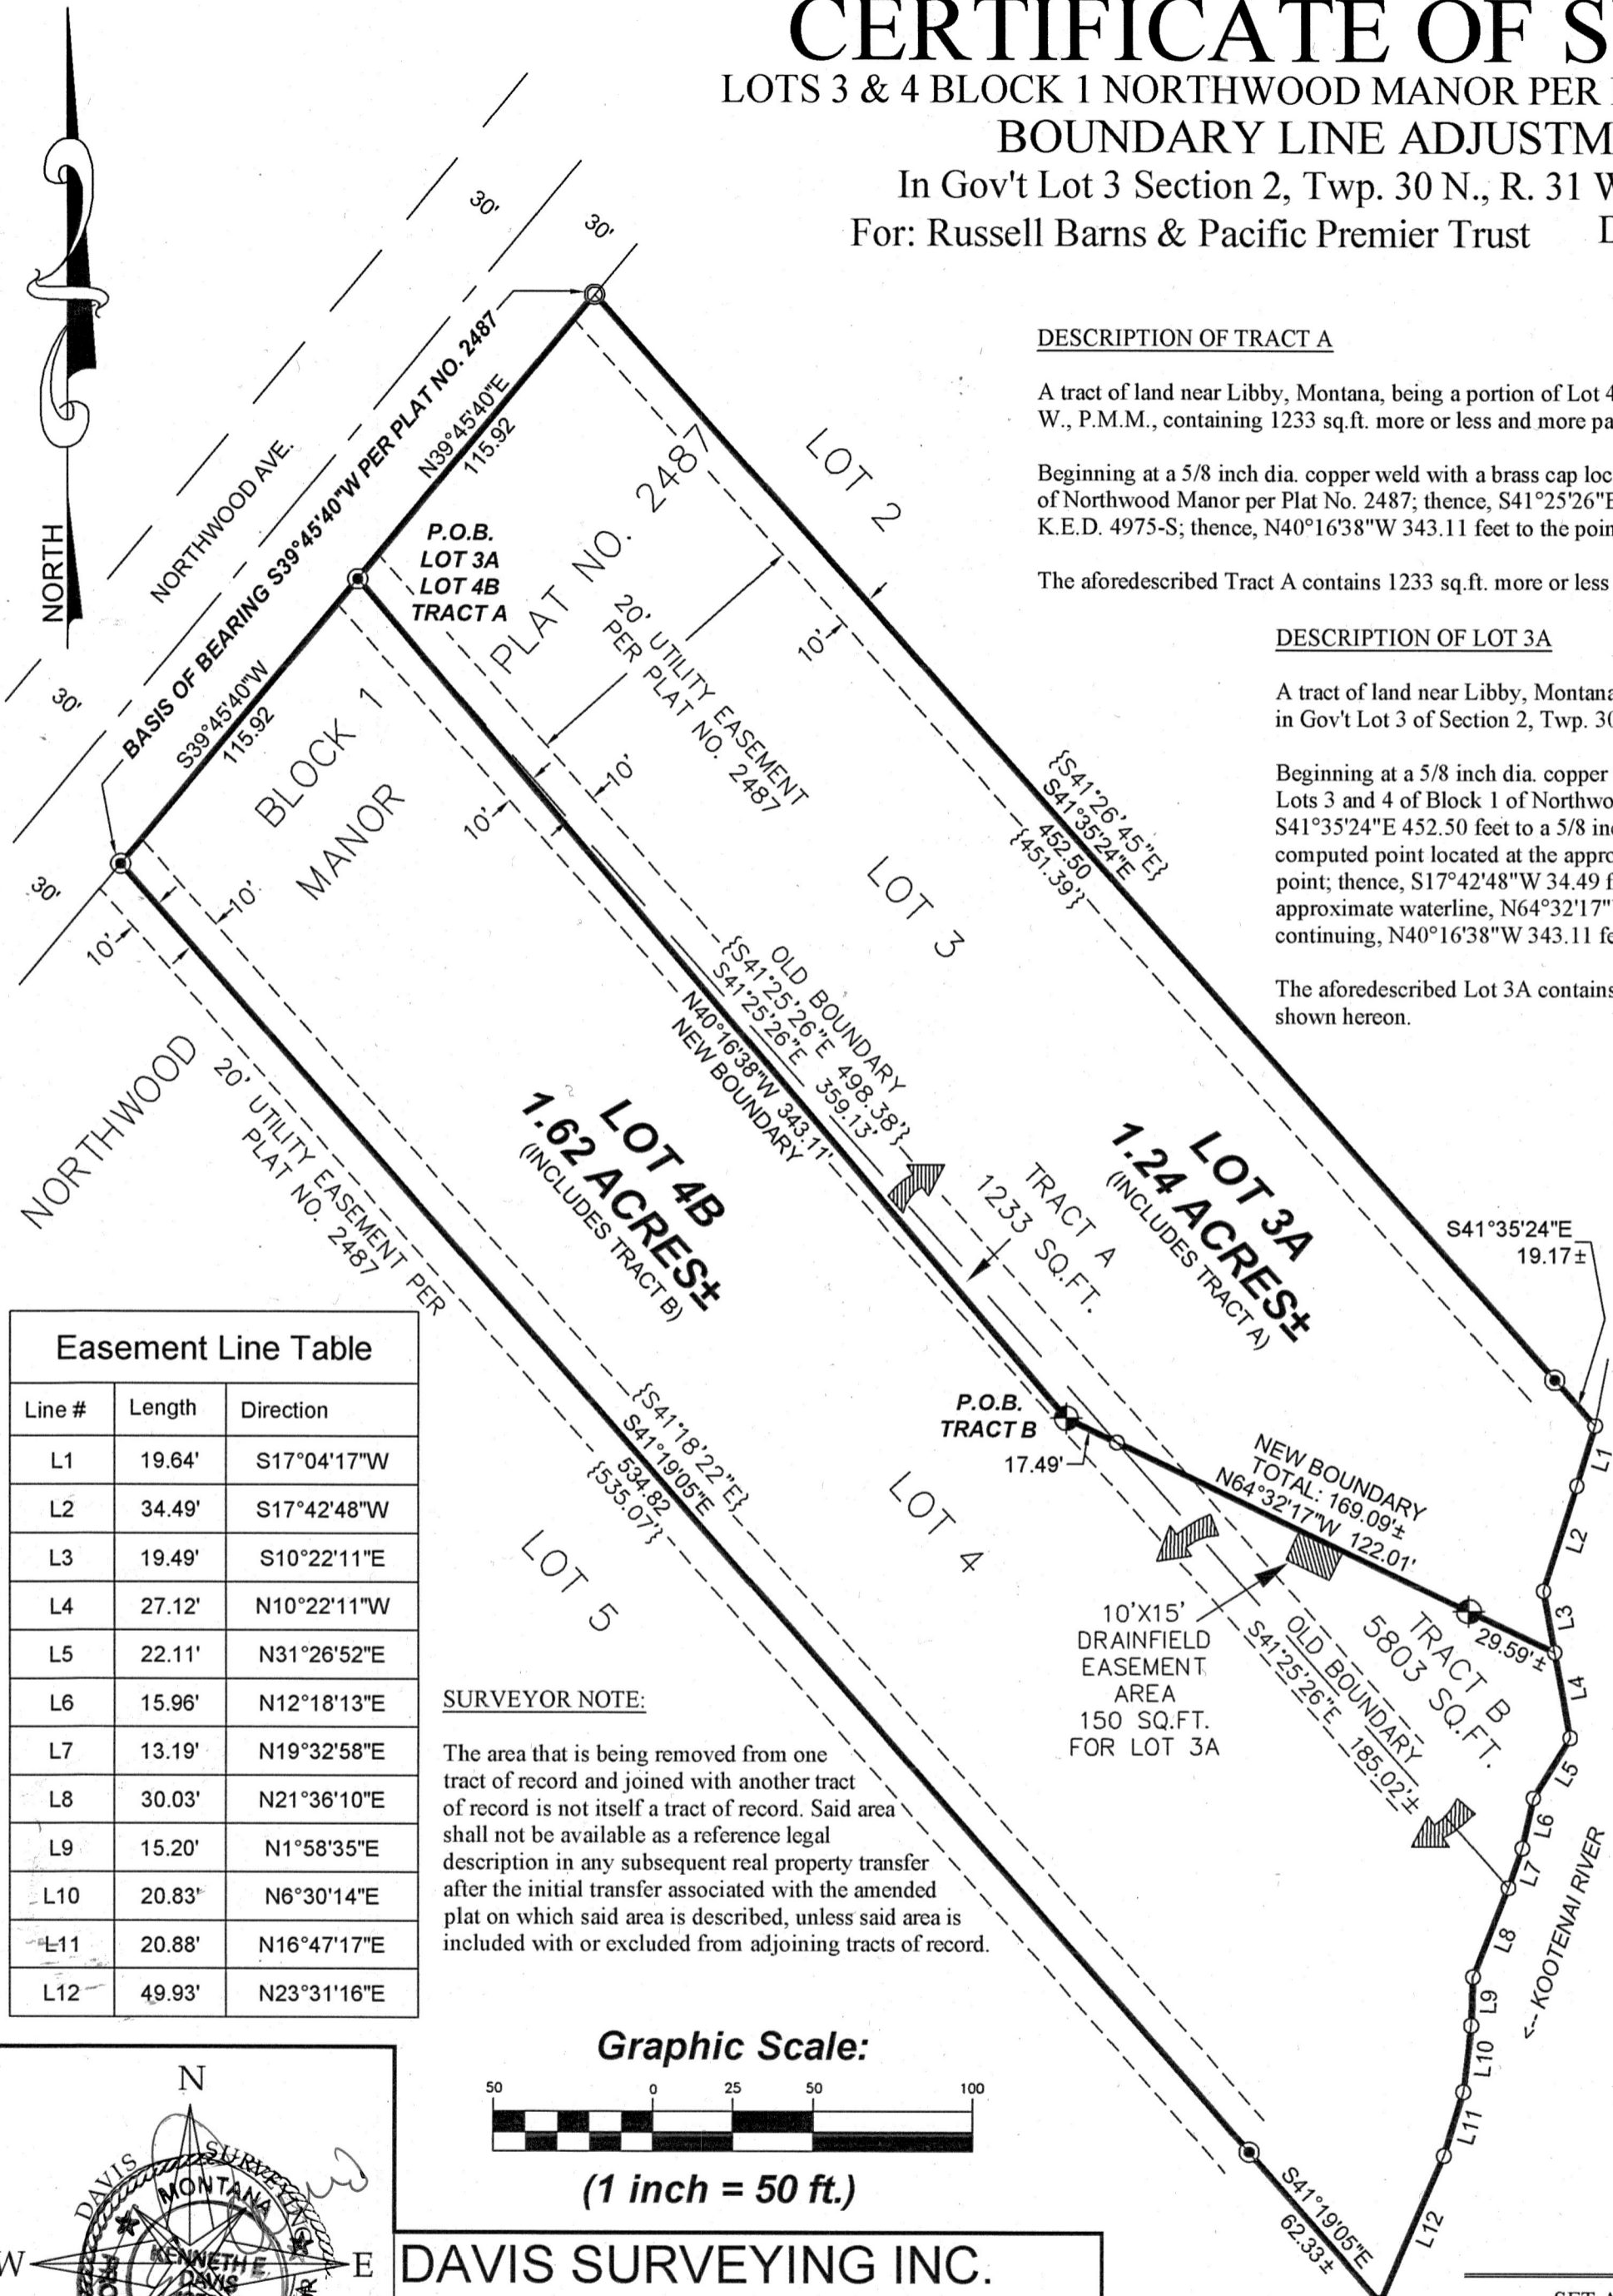 CERTIFICATE OF S
LOTS 3 & 4 BLOCK 1 NORTHWOOD MANOR PER
BOUNDARY LINE ADJUSTM
In Gov't Lot 3 Section 2, Twp. 30 N., R. 31 W
For: Russell Barns & Pacific Premier Trust
NORTH
30'
30'
NORTHWOOD AVE.
BASIS OF BEARING S39°45'40"W PER PLAT NO. 2487
N39°45'40"E
115.92
S39°45'40"W
115.92
30'
30'
P.O.B.
LOT 3A
LOT 4B
TRACT A
LOT 2
PLAT NO. 2487
BLOCK 1
MANOR
NORTHWOOD
20' UTILITY EASEMENT
PER PLAT NO. 2487
10'
10'
10'
10'
10'
DESCRIPTION OF TRACT A
A tract of land near Libby, Montana, being a portion of Lot 4
W., P.M.M., containing 1233 sq.ft. more or less and more pa
Beginning at a 5/8 inch dia. copper weld with a brass cap loc
of Northwood Manor per Plat No. 2487; thence, S41°25'26"E
K.E.D. 4975-S; thence, N40°16'38"W 343.11 feet to the poin
The aforedescribed Tract A contains 1233 sq.ft. more or less
DESCRIPTION OF LOT 3A
A tract of land near Libby, Montana
in Gov't Lot 3 of Section 2, Twp. 30
Beginning at a 5/8 inch dia. copper
Lots 3 and 4 of Block 1 of Northwo
S41°35'24"E 452.50 feet to a 5/8 in
computed point located at the appro
point; thence, S17°42'48"W 34.49 f
approximate waterline, N64°32'17"
continuing, N40°16'38"W 343.11 fe
The aforedescribed Lot 3A contains
shown hereon.
{S41°26'45"E}
S41°35'24"E
452.50
{451.39'}
LOT 3
OLD BOUNDARY
{S41°25'26"E 498.38'}
S41°25'26"E 359.13'
N40°16'38"W 343.11'
NEW BOUNDARY
LOT 4B
1.62 ACRES±
(INCLUDES TRACT B)
TRACT A
1233 SQ.FT.
LOT 3A
1.24 ACRES±
(INCLUDES TRACT A)
S41°35'24"E
19.17±
20' UTILITY EASEMENT PER
PLAT NO. 2487
{S41°18'22"E}
S41°19'05"E
534.82
{535.07'}
LOT 5
LOT 4
P.O.B.
TRACT B
17.49'
NEW BOUNDARY
TOTAL: 169.09'±
N64°32'17"W 122.01'
29.59'±
10'X15'
DRAINFIELD
EASEMENT
AREA
150 SQ.FT.
FOR LOT 3A
OLD BOUNDARY
S41°25'26"E 185.02'±
TRACT B
5803 SQ.FT.
L1
L2
L3
L4
L5
L6
L7
L8
L9
L10
L11
L12
<--- KOOTENAI RIVER
S41°19'05"E
62.33±
Easement Line Table
Line # Length Direction
L1 19.64' S17°04'17"W
L2 34.49' S17°42'48"W
L3 19.49' S10°22'11"E
L4 27.12' N10°22'11"W
L5 22.11' N31°26'52"E
L6 15.96' N12°18'13"E
L7 13.19' N19°32'58"E
L8 30.03' N21°36'10"E
L9 15.20' N1°58'35"E
L10 20.83' N6°30'14"E
L11 20.88' N16°47'17"E
L12 49.93' N23°31'16"E
SURVEYOR NOTE:
The area that is being removed from one
tract of record and joined with another tract
of record is not itself a tract of record. Said area
shall not be available as a reference legal
description in any subsequent real property transfer
after the initial transfer associated with the amended
plat on which said area is described, unless said area is
included with or excluded from adjoining tracts of record.
Graphic Scale:
50 0 25 50 100
(1 inch = 50 ft.)
N
W
E
DAVIS SURVEYING
MONTANA
KENNETH E.
DAVIS
DAVIS SURVEYING INC.